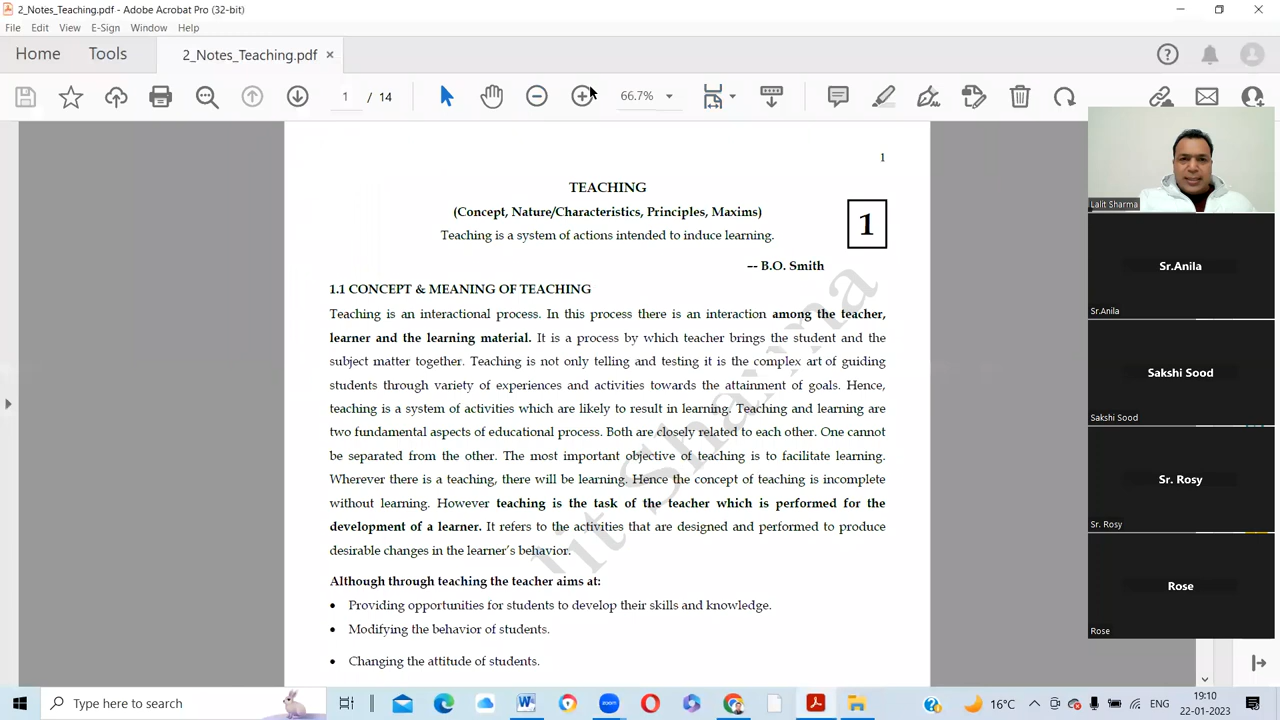 2_Notes_Teaching.pdf - Adobe Acrobat Pro (32-bit)
File Edit View E-Sign Window Help
Home Tools 2_Notes_Teaching.pdf ×
1 / 14 66.7%
1
TEACHING
(Concept, Nature/Characteristics, Principles, Maxims)
1
Teaching is a system of actions intended to induce learning.
-- B.O. Smith
1.1 CONCEPT & MEANING OF TEACHING
Teaching is an interactional process. In this process there is an interaction among the teacher,
learner and the learning material. It is a process by which teacher brings the student and the
subject matter together. Teaching is not only telling and testing it is the complex art of guiding
students through variety of experiences and activities towards the attainment of goals. Hence,
teaching is a system of activities which are likely to result in learning. Teaching and learning are
two fundamental aspects of educational process. Both are closely related to each other. One cannot
be separated from the other. The most important objective of teaching is to facilitate learning.
Wherever there is a teaching, there will be learning. Hence the concept of teaching is incomplete
without learning. However teaching is the task of the teacher which is performed for the
development of a learner. It refers to the activities that are designed and performed to produce
desirable changes in the learner's behavior.
Although through teaching the teacher aims at:
• Providing opportunities for students to develop their skills and knowledge.
• Modifying the behavior of students.
• Changing the attitude of students.
lit Sharma
Lalit Sharma
Sr.Anila
Sr.Anila
Sakshi Sood
Sakshi Sood
Sr. Rosy
Sr. Rosy
Rose
Rose
Type here to search
zoom
16°C
ENG
19:10
22-01-2023